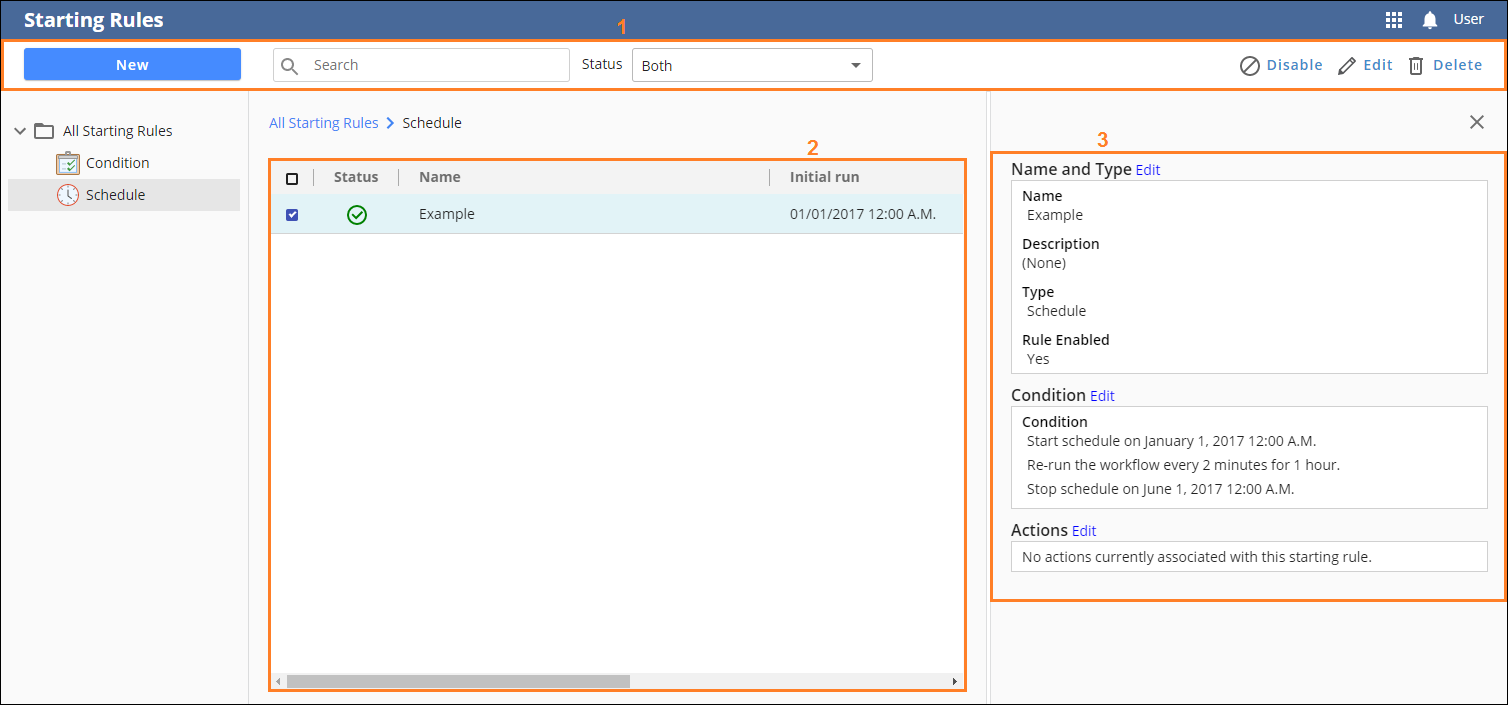 Starting Rules
User
1
New
Search
Status
Both
Disable
Edit
Delete
All Starting Rules
Condition
Schedule
All Starting Rules
Schedule
2
Status
Name
Initial run
Example
01/01/2017 12:00 A.M.
3
Name and Type Edit
Name
Example
Description
(None)
Type
Schedule
Rule Enabled
Yes
Condition Edit
Condition
Start schedule on January 1, 2017 12:00 A.M.
Re-run the workflow every 2 minutes for 1 hour.
Stop schedule on June 1, 2017 12:00 A.M.
Actions Edit
No actions currently associated with this starting rule.